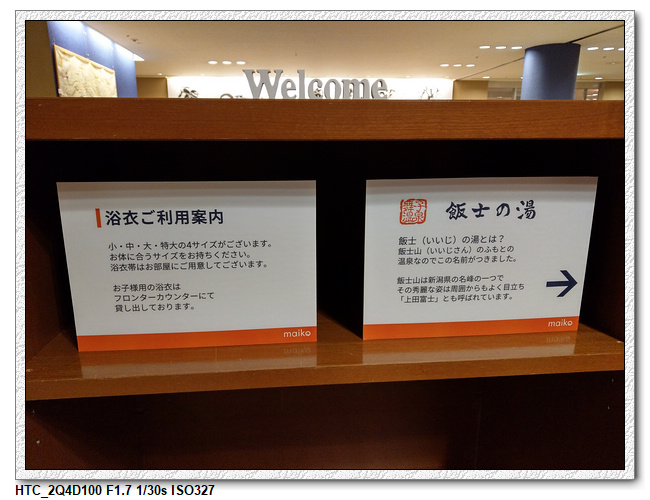 Welcome
浴衣ご利用案内
小・中・大・特大の4サイズがございます。
お体に合うサイズをお持ちください。
浴衣帯はお部屋にご用意してございます。
お子様用の浴衣は
フロンターカウンターにて
貸し出しております。
maiko
飯士の湯
飯士（いいじ）の湯とは？
飯士山（いいじさん）のふもとの
温泉なのでこの名前がつきました。
飯士山は新潟県の名峰の一つで
その秀麗な姿は周囲からもよく目立ち
「上田富士」とも呼ばれています。
maiko
HTC_2Q4D100 F1.7 1/30s ISO327